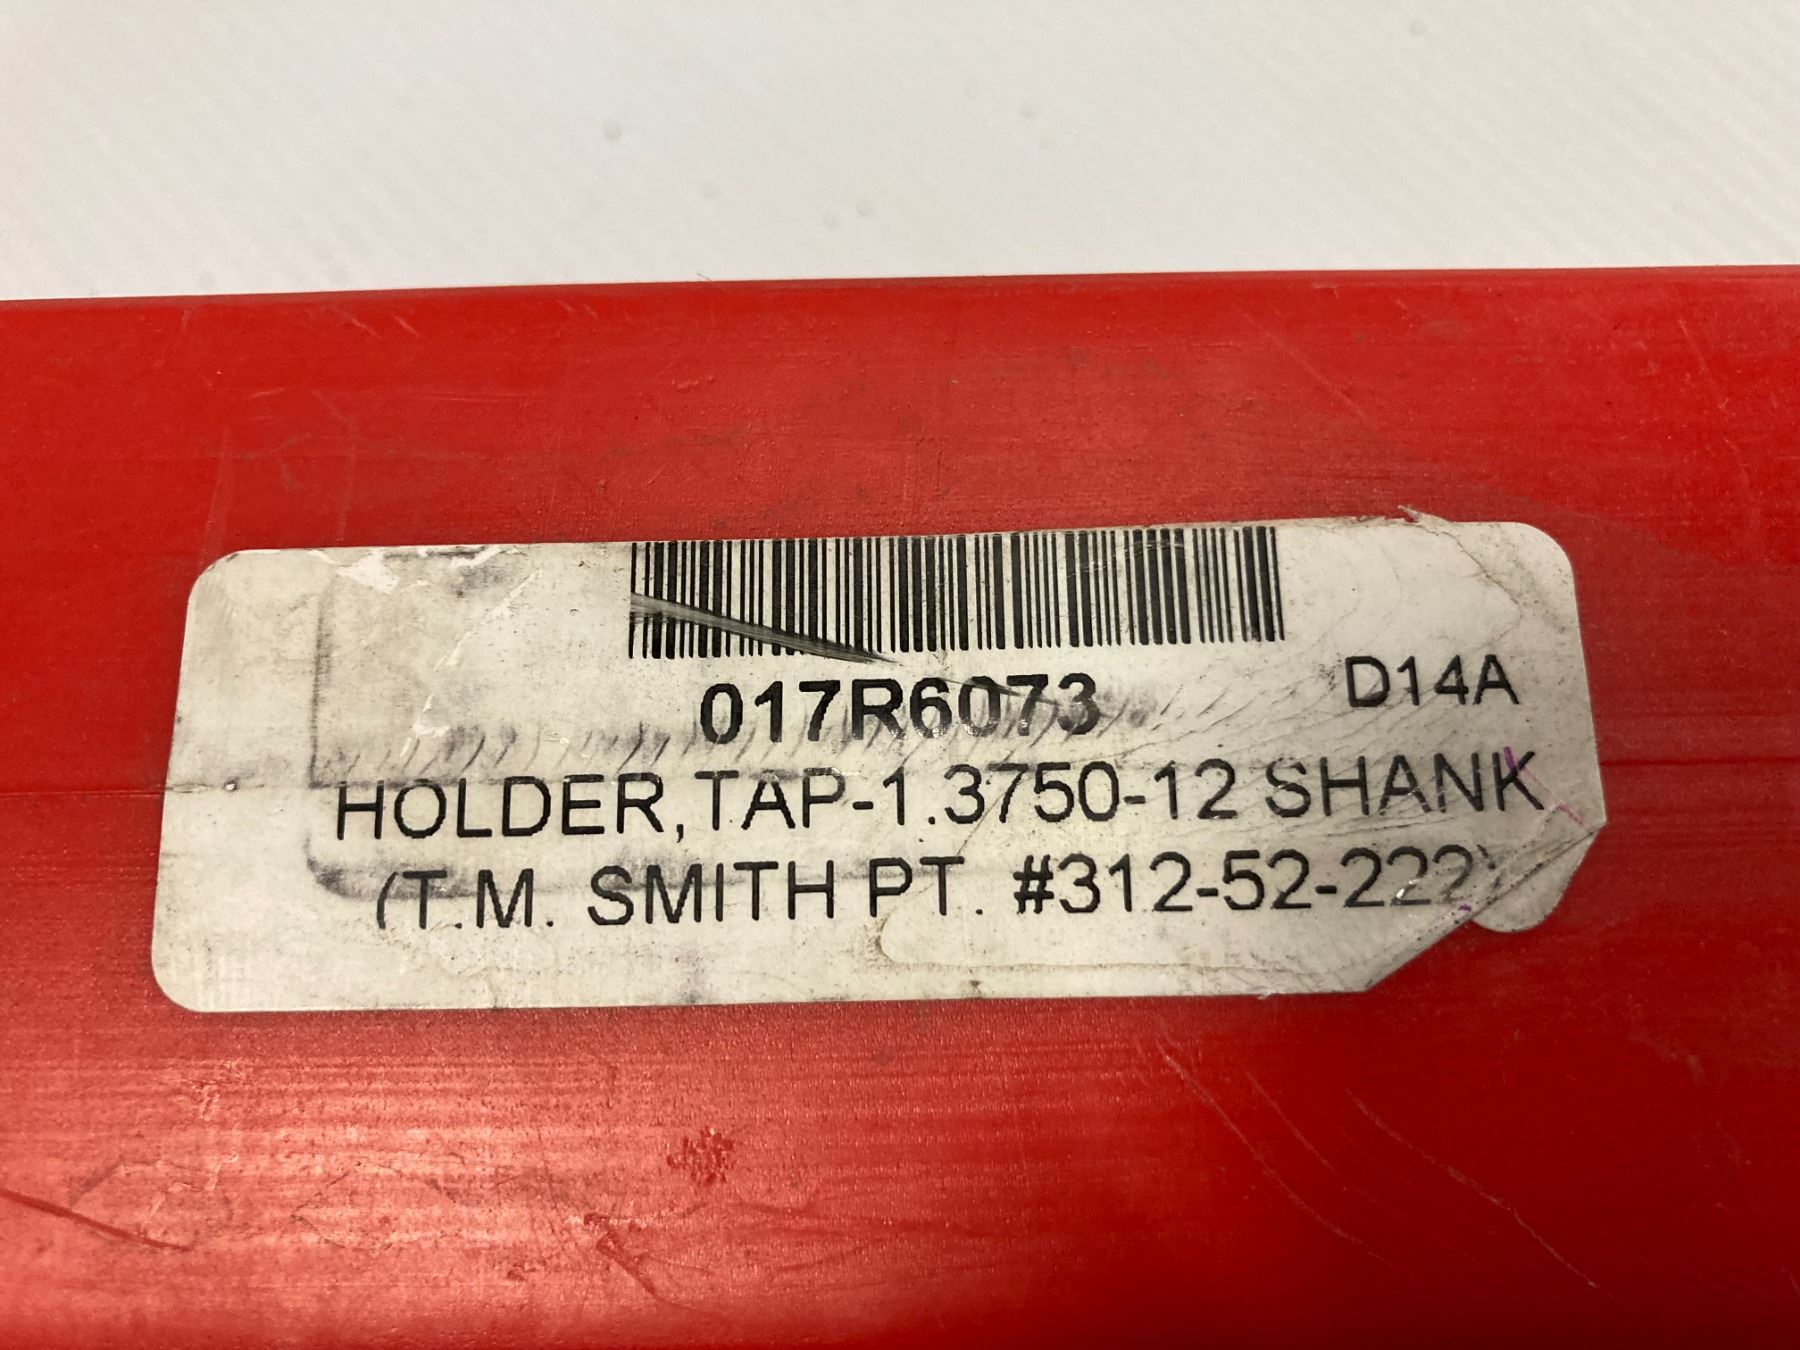 017R6073 D14A
HOLDER,TAP-1.3750-12 SHANK
(T.M. SMITH PT. #312-52-222)